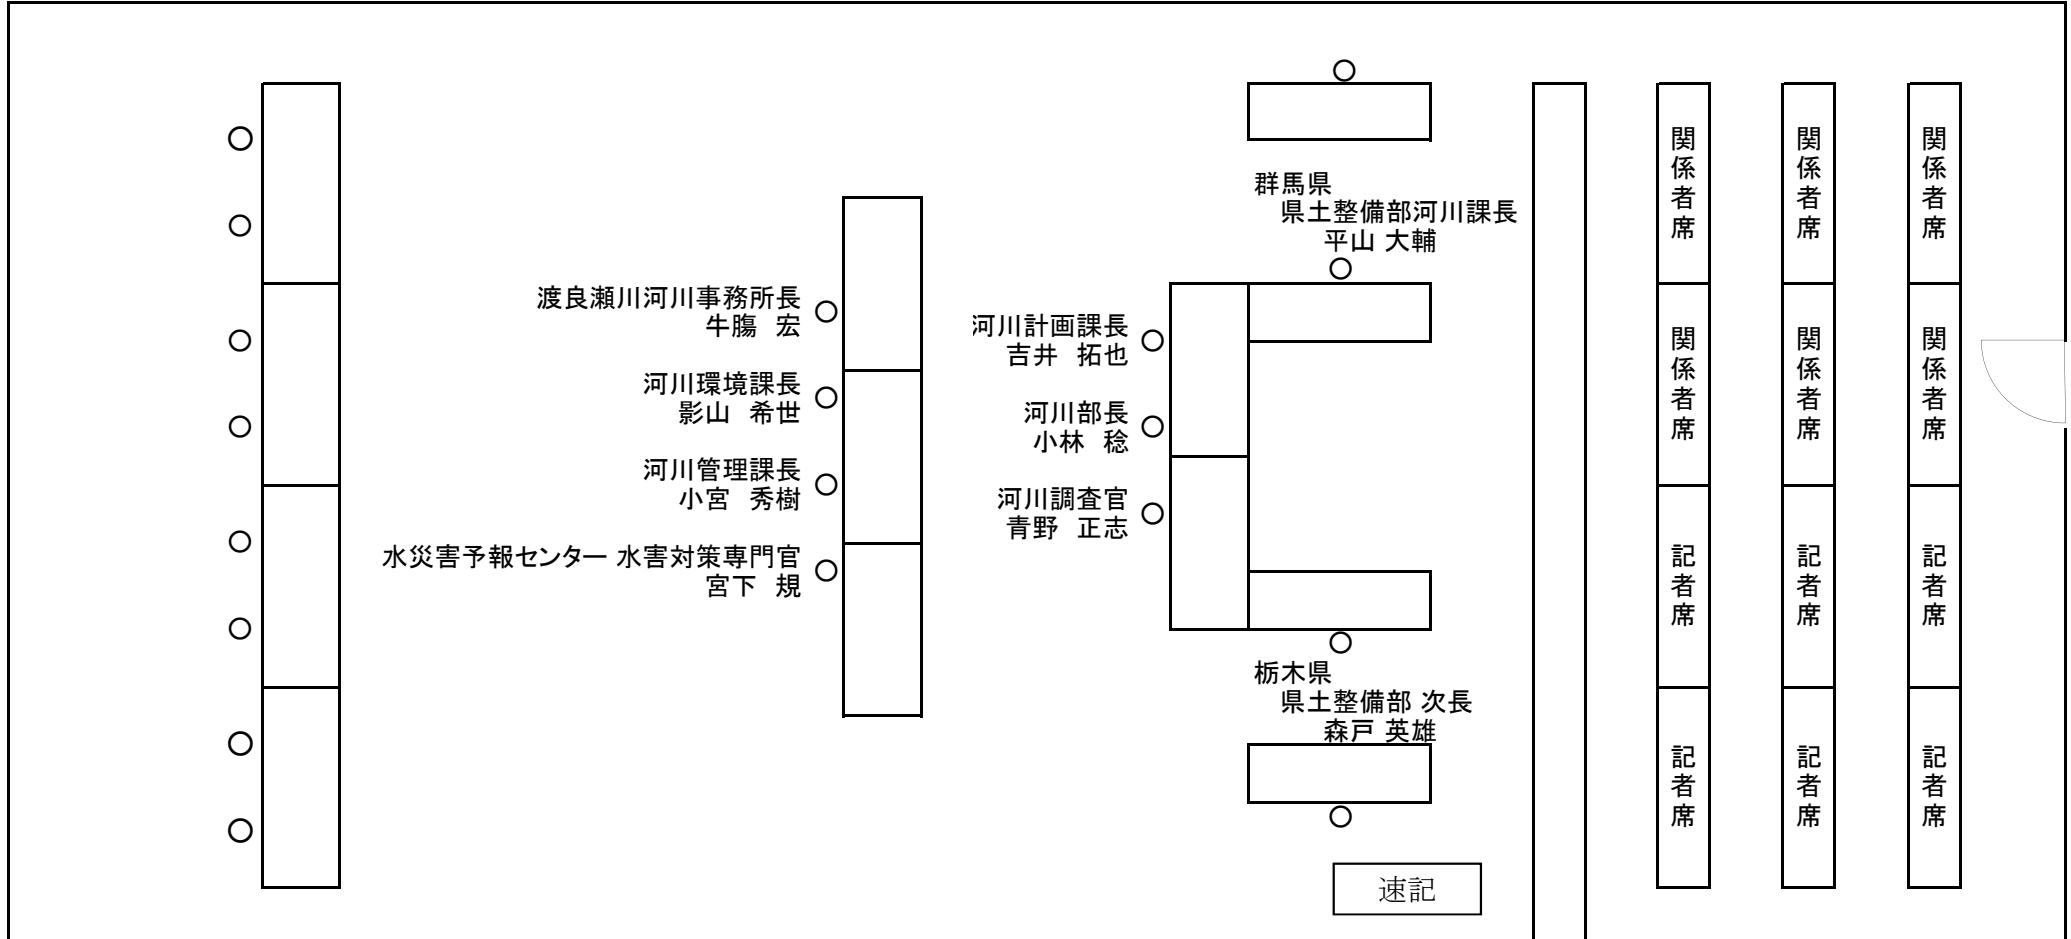 群馬県
県土整備部河川課長
平山 大輔
渡良瀬川河川事務所長
牛膓 宏
河川環境課長
影山 希世
河川管理課長
小宮 秀樹
水災害予報センター 水害対策専門官
宮下 規
河川計画課長
吉井 拓也
河川部長
小林 稔
河川調査官
青野 正志
栃木県
県土整備部 次長
森戸 英雄
速記
関係者席
関係者席
記者席
記者席
関係者席
関係者席
記者席
記者席
関係者席
関係者席
記者席
記者席